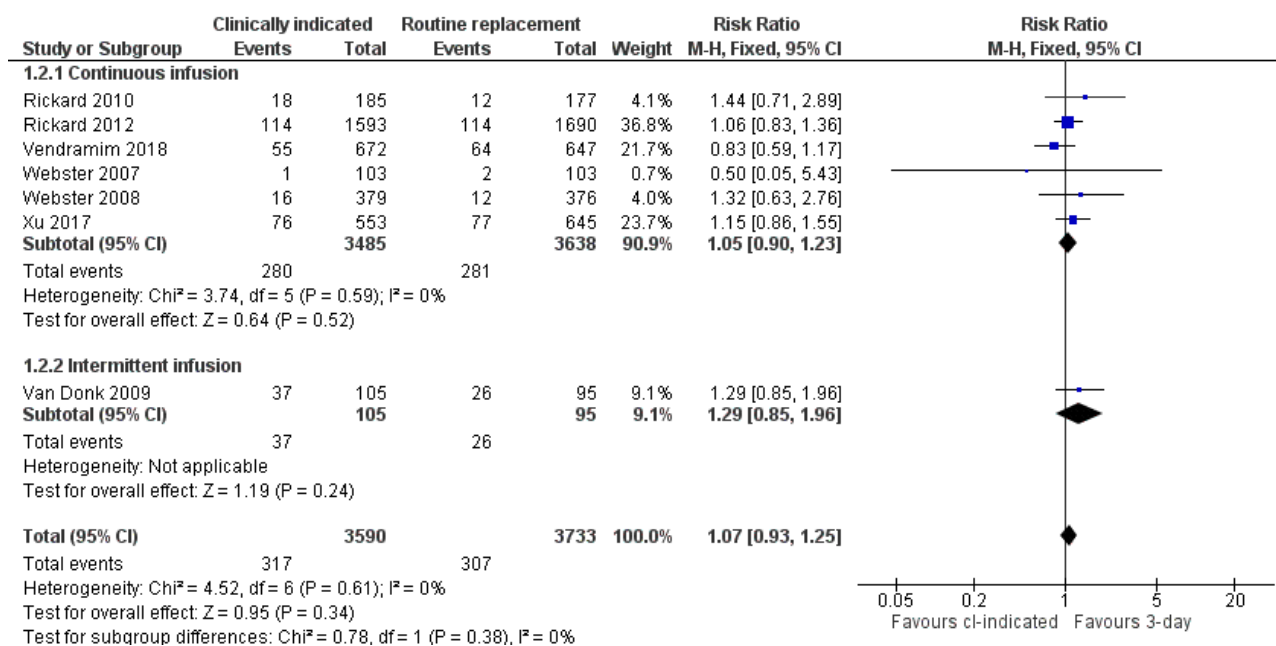 Clinically indicated Routine replacement Risk Ratio Risk Ratio
Study or Subgroup Events Total Events Total Weight M-H, Fixed, 95% CI M-H, Fixed, 95% CI
1.2.1 Continuous infusion
Rickard 2010 18 185 12 177 4.1% 1.44 [0.71, 2.89]
Rickard 2012 114 1593 114 1690 36.8% 1.06 [0.83, 1.36]
Vendramim 2018 55 672 64 647 21.7% 0.83 [0.59, 1.17]
Webster 2007 1 103 2 103 0.7% 0.50 [0.05, 5.43]
Webster 2008 16 379 12 376 4.0% 1.32 [0.63, 2.76]
Xu 2017 76 553 77 645 23.7% 1.15 [0.86, 1.55]
Subtotal (95% CI) 3485 3638 90.9% 1.05 [0.90, 1.23]
Total events 280 281
Heterogeneity: Chi² = 3.74, df = 5 (P = 0.59); I² = 0%
Test for overall effect: Z = 0.64 (P = 0.52)
1.2.2 Intermittent infusion
Van Donk 2009 37 105 26 95 9.1% 1.29 [0.85, 1.96]
Subtotal (95% CI) 105 95 9.1% 1.29 [0.85, 1.96]
Total events 37 26
Heterogeneity: Not applicable
Test for overall effect: Z = 1.19 (P = 0.24)
Total (95% CI) 3590 3733 100.0% 1.07 [0.93, 1.25]
Total events 317 307
Heterogeneity: Chi² = 4.52, df = 6 (P = 0.61); I² = 0%
Test for overall effect: Z = 0.95 (P = 0.34)
Test for subgroup differences: Chi² = 0.78, df = 1 (P = 0.38), I² = 0%
0.05 0.2 1 5 20
Favours cl-indicated Favours 3-day